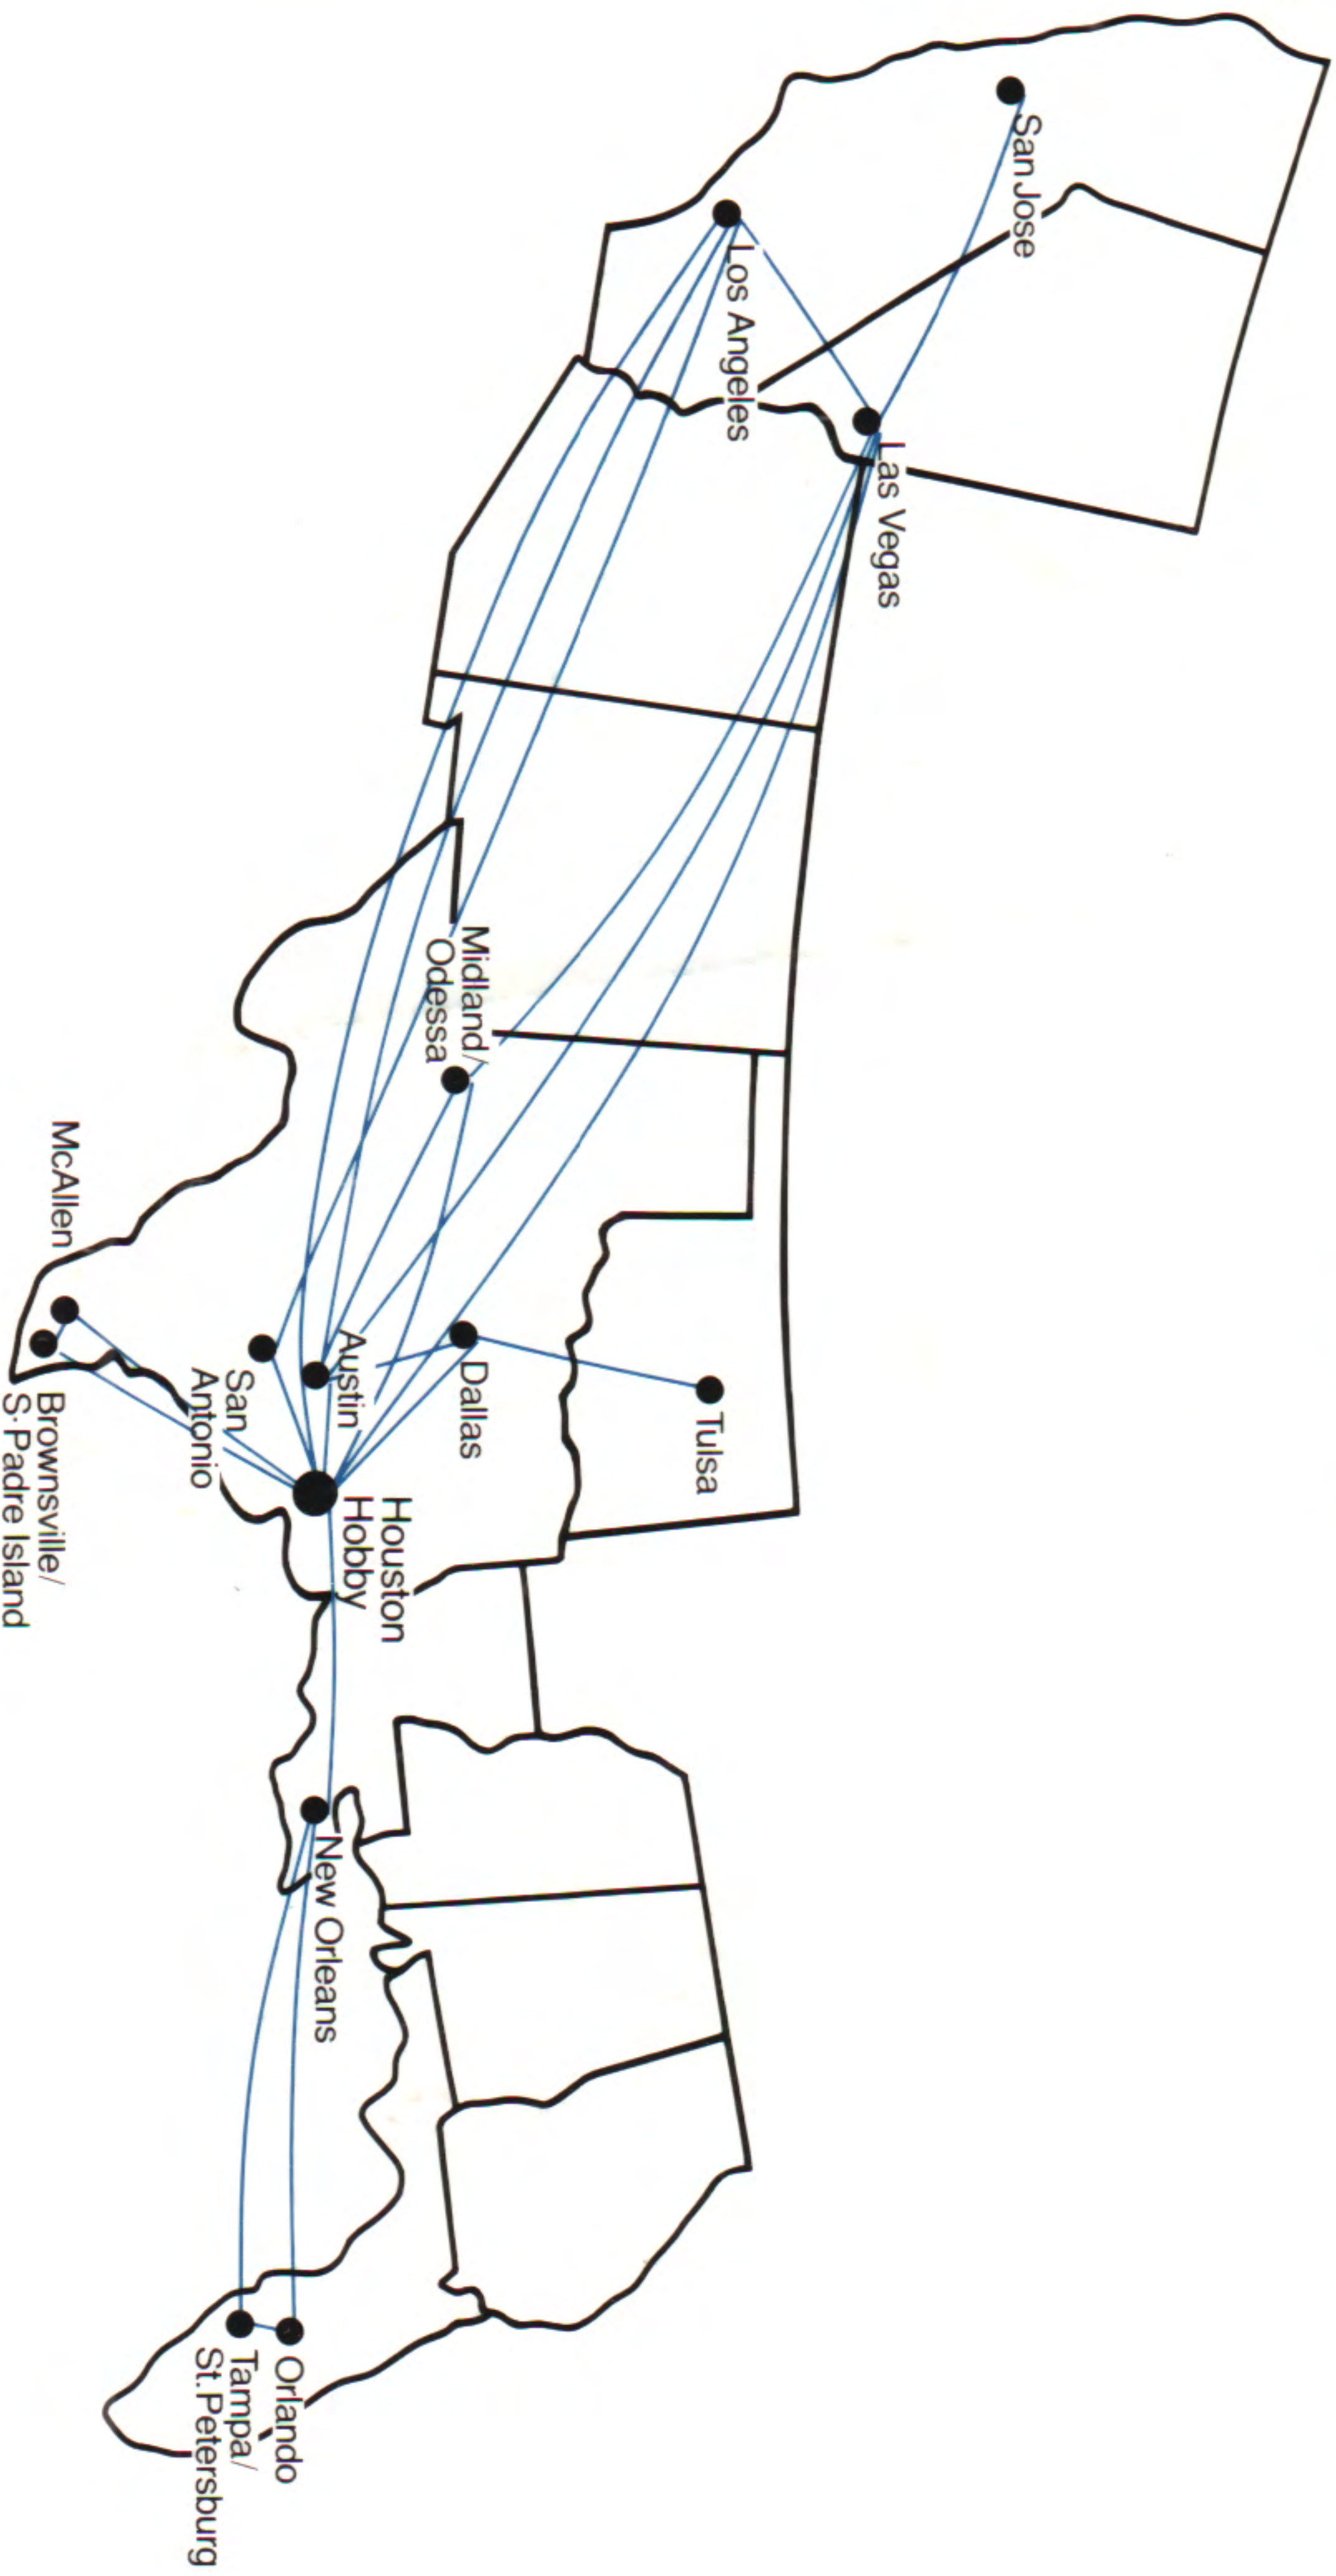 San Jose
Los Angeles
Las Vegas
Midland/
Odessa
McAllen
Brownsville/
S. Padre Island
San
Antonio
Austin
Dallas
Tulsa
Houston
Hobby
New Orleans
Orlando
Tampa/
St. Petersburg